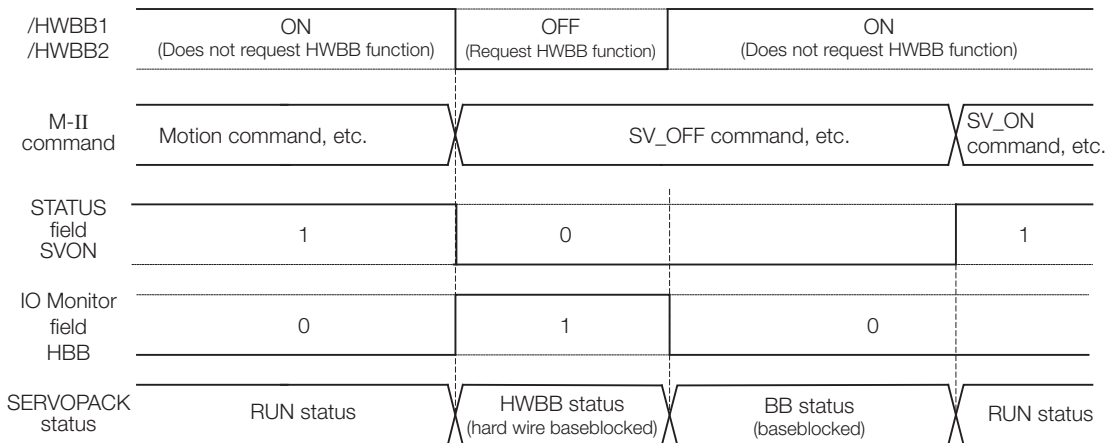 /HWBB1
/HWBB2
ON
(Does not request HWBB function)
OFF
(Request HWBB function)
ON
(Does not request HWBB function)
M-II
command
Motion command, etc.
SV_OFF command, etc.
SV_ON
command, etc.
STATUS
field
SVON
1
0
1
IO Monitor
field
HBB
0
1
0
SERVOPACK
status
RUN status
HWBB status
(hard wire baseblocked)
BB status
(baseblocked)
RUN status